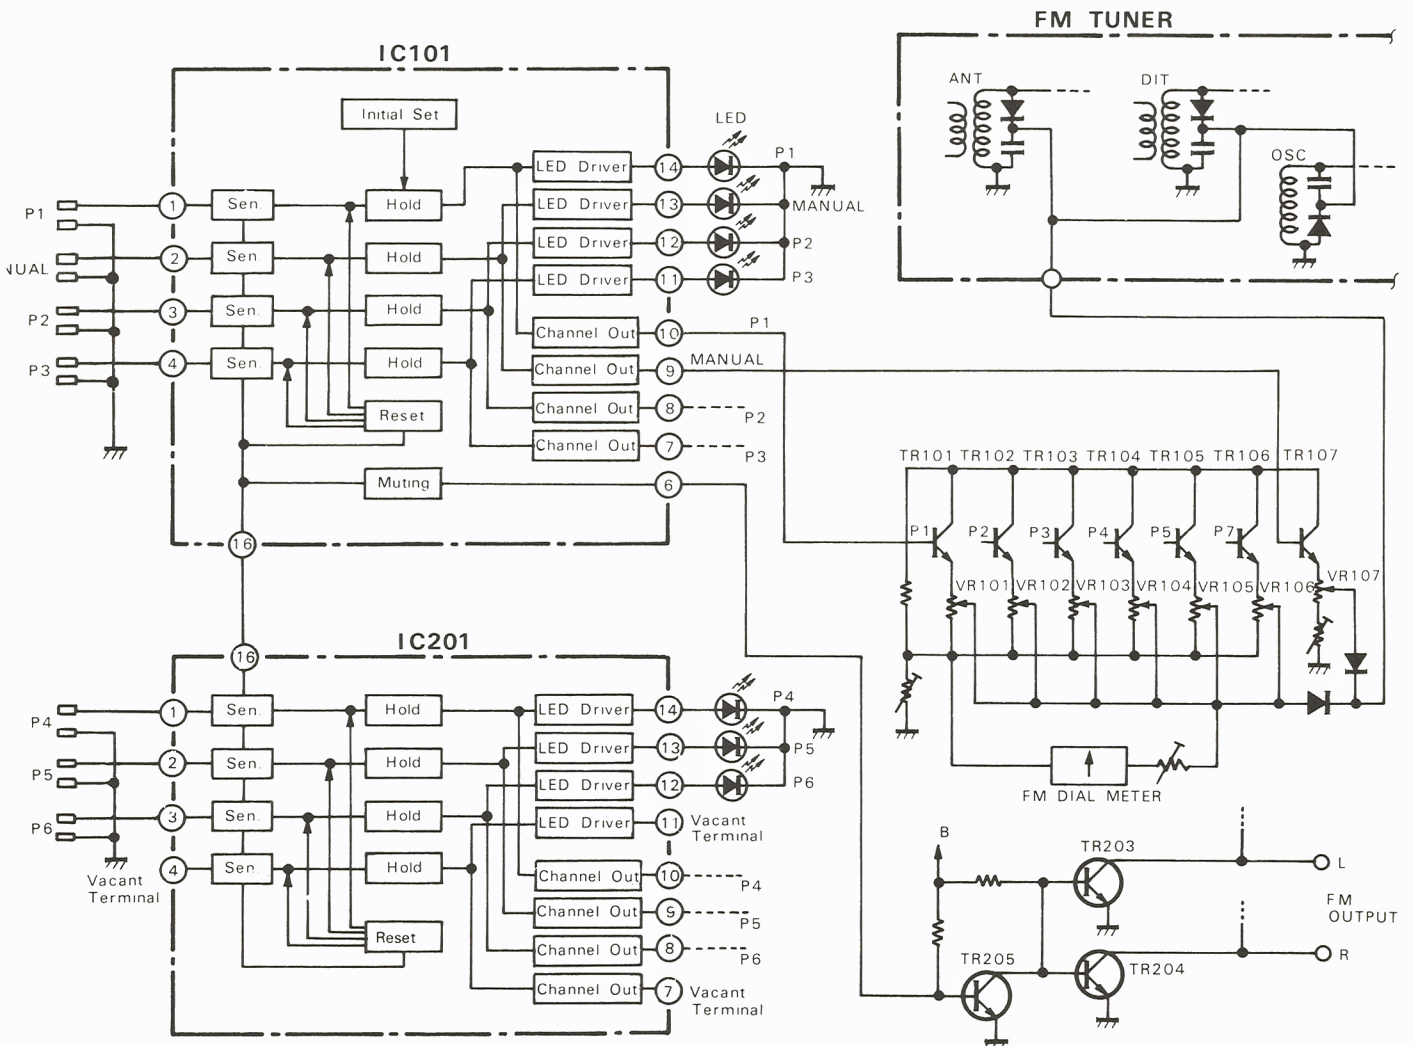 FM TUNER
IC101
ANT
DIT
OSC
Initial Set
LED
P1
LED Driver
14
P1
1
Sen.
Hold
LED Driver
13
MANUAL
NUAL
2
Sen.
Hold
LED Driver
12
P2
P2
3
Sen.
Hold
LED Driver
11
P3
P3
4
Sen.
Hold
Channel Out
10
P1
Channel Out
9
MANUAL
Reset
Channel Out
8
P2
Channel Out
7
P3
Muting
6
16
TR101
TR102
TR103
TR104
TR105
TR106
TR107
P1
P2
P3
P4
P5
P7
VR101
VR102
VR103
VR104
VR105
VR106
VR107
FM DIAL METER
IC201
16
P4
1
Sen.
Hold
LED Driver
14
P4
P5
2
Sen.
Hold
LED Driver
13
P5
P6
3
Sen.
Hold
LED Driver
12
P6
Vacant
Terminal
4
Sen.
Hold
LED Driver
11
Vacant
Terminal
Channel Out
10
P4
Reset
Channel Out
9
P5
Channel Out
8
P6
Channel Out
7
Vacant
Terminal
B
TR203
L
FM
OUTPUT
TR205
TR204
R